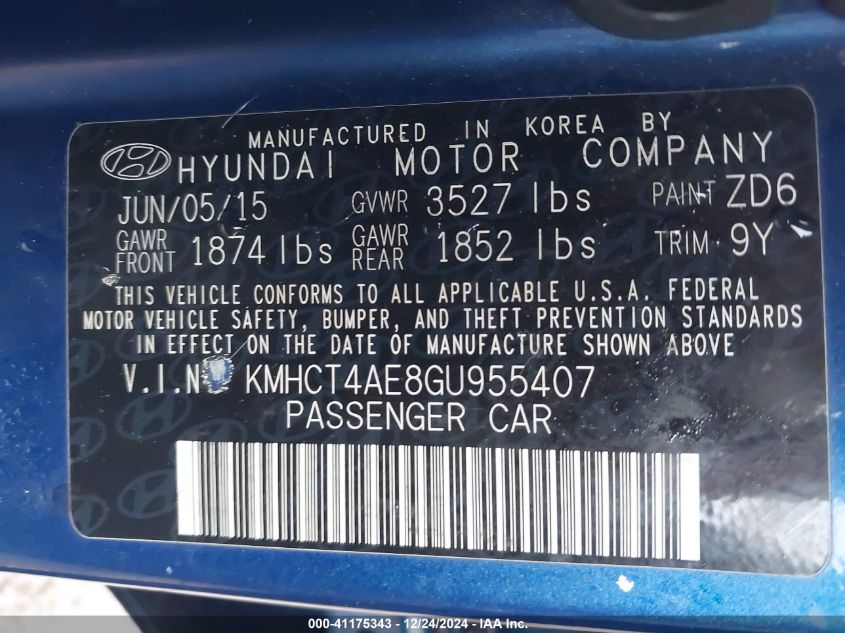 MANUFACTURED IN KOREA BY
HYUNDAI MOTOR COMPANY
JUN/05/15 GVWR 3527 lbs PAINT ZD6
GAWR FRONT 1874 lbs GAWR REAR 1852 lbs TRIM 9Y
THIS VEHICLE CONFORMS TO ALL APPLICABLE U.S.A. FEDERAL
MOTOR VEHICLE SAFETY, BUMPER, AND THEFT PREVENTION STANDARDS
IN EFFECT ON THE DATE OF MANUFACTURE SHOWN ABOVE
V.I.N KMHCT4AE8GU955407
PASSENGER CAR
000-41175343 - 12/24/2024 - IAA Inc.